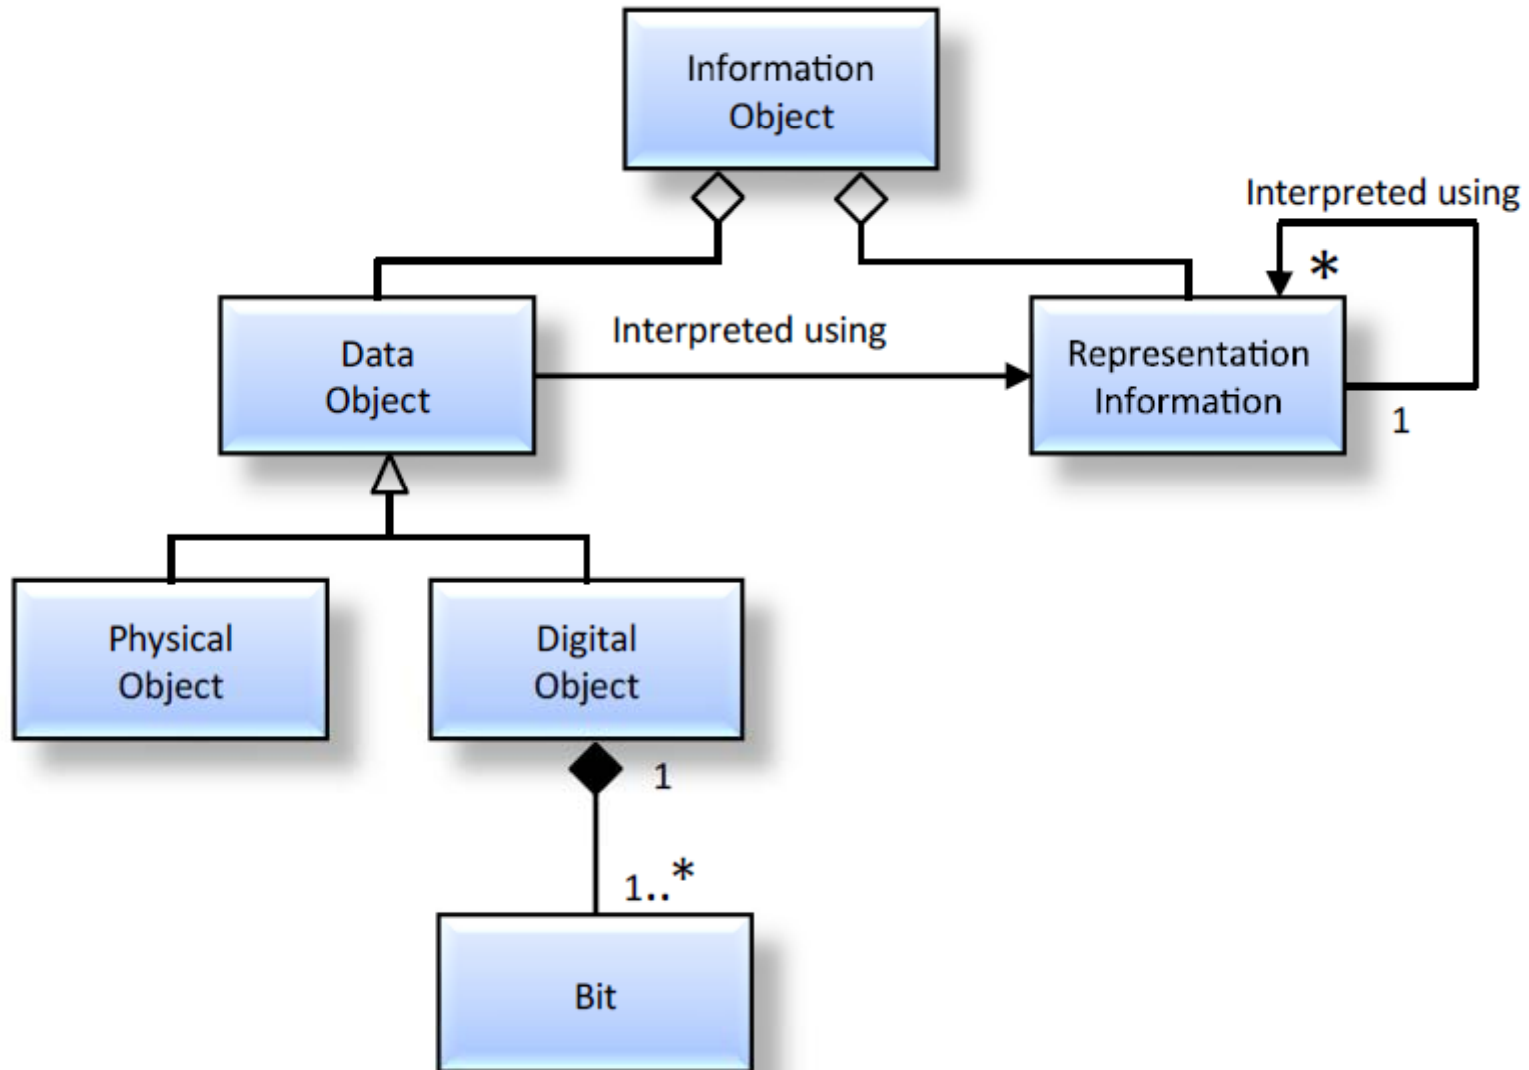 Information
Object
Interpreted using
*
Data
Object
Interpreted using
Representation
Information
1
Physical
Object
Digital
Object
1
1..*
Bit